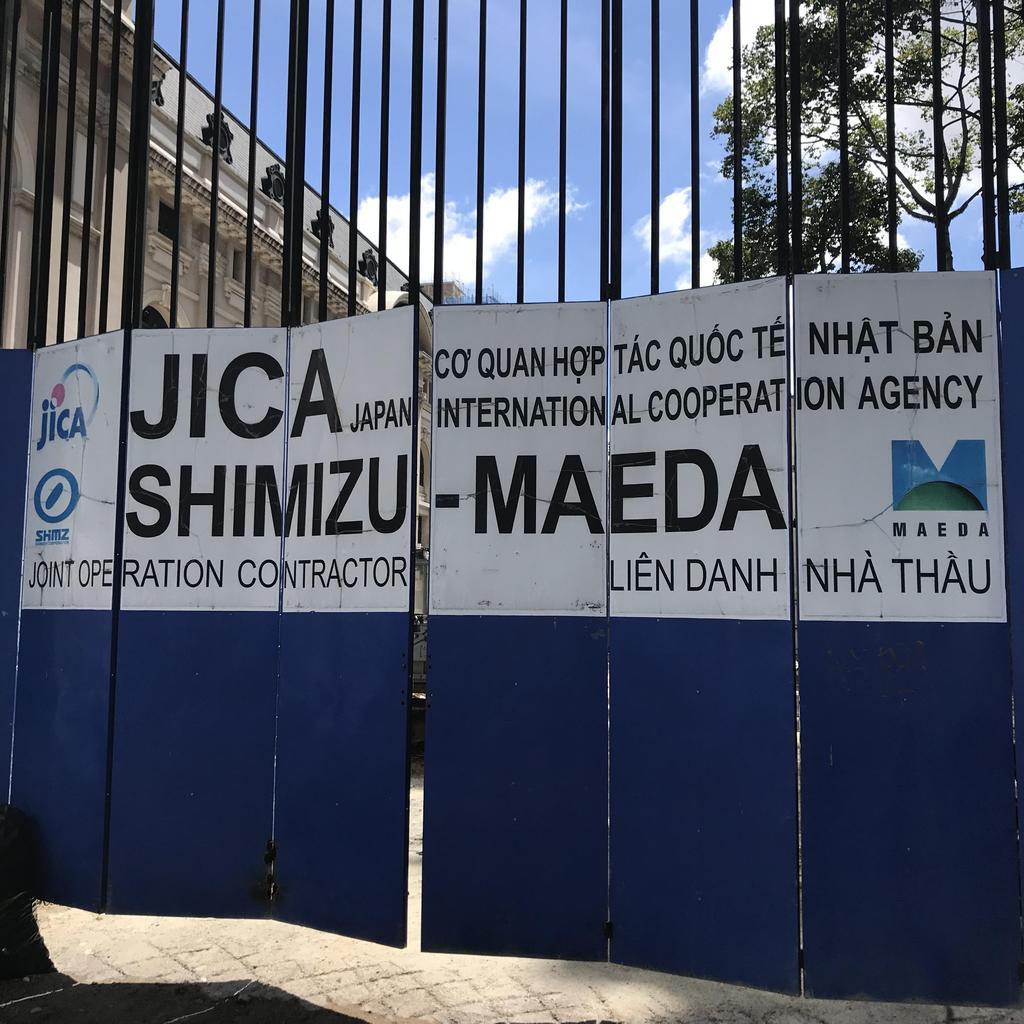 jICA
JICA
CƠ QUAN HỢP TÁC QUỐC TẾ NHẬT BẢN
JAPAN INTERNATIONAL COOPERATION AGENCY
SHMZ
SHIMIZU-MAEDA
MAEDA
JOINT OPERATION CONTRACTOR
LIÊN DANH NHÀ THẦU